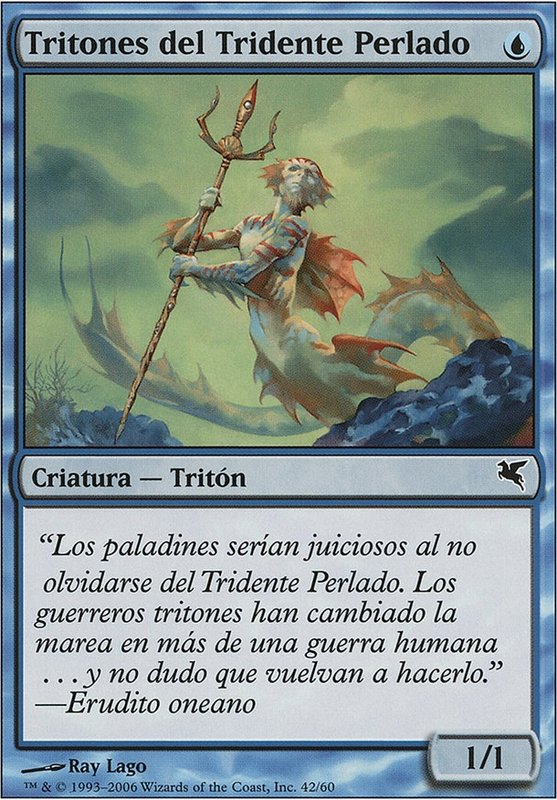 Tritones del Tridente Perlado
Criatura — Tritón
“Los paladines serían juiciosos al no
olvidarse del Tridente Perlado. Los
guerreros tritones han cambiado la
marea en más de una guerra humana
. . . y no dudo que vuelvan a hacerlo.”
—Erudito oneano
1/1
Ray Lago
™ & © 1993–2006 Wizards of the Coast, Inc. 42/60